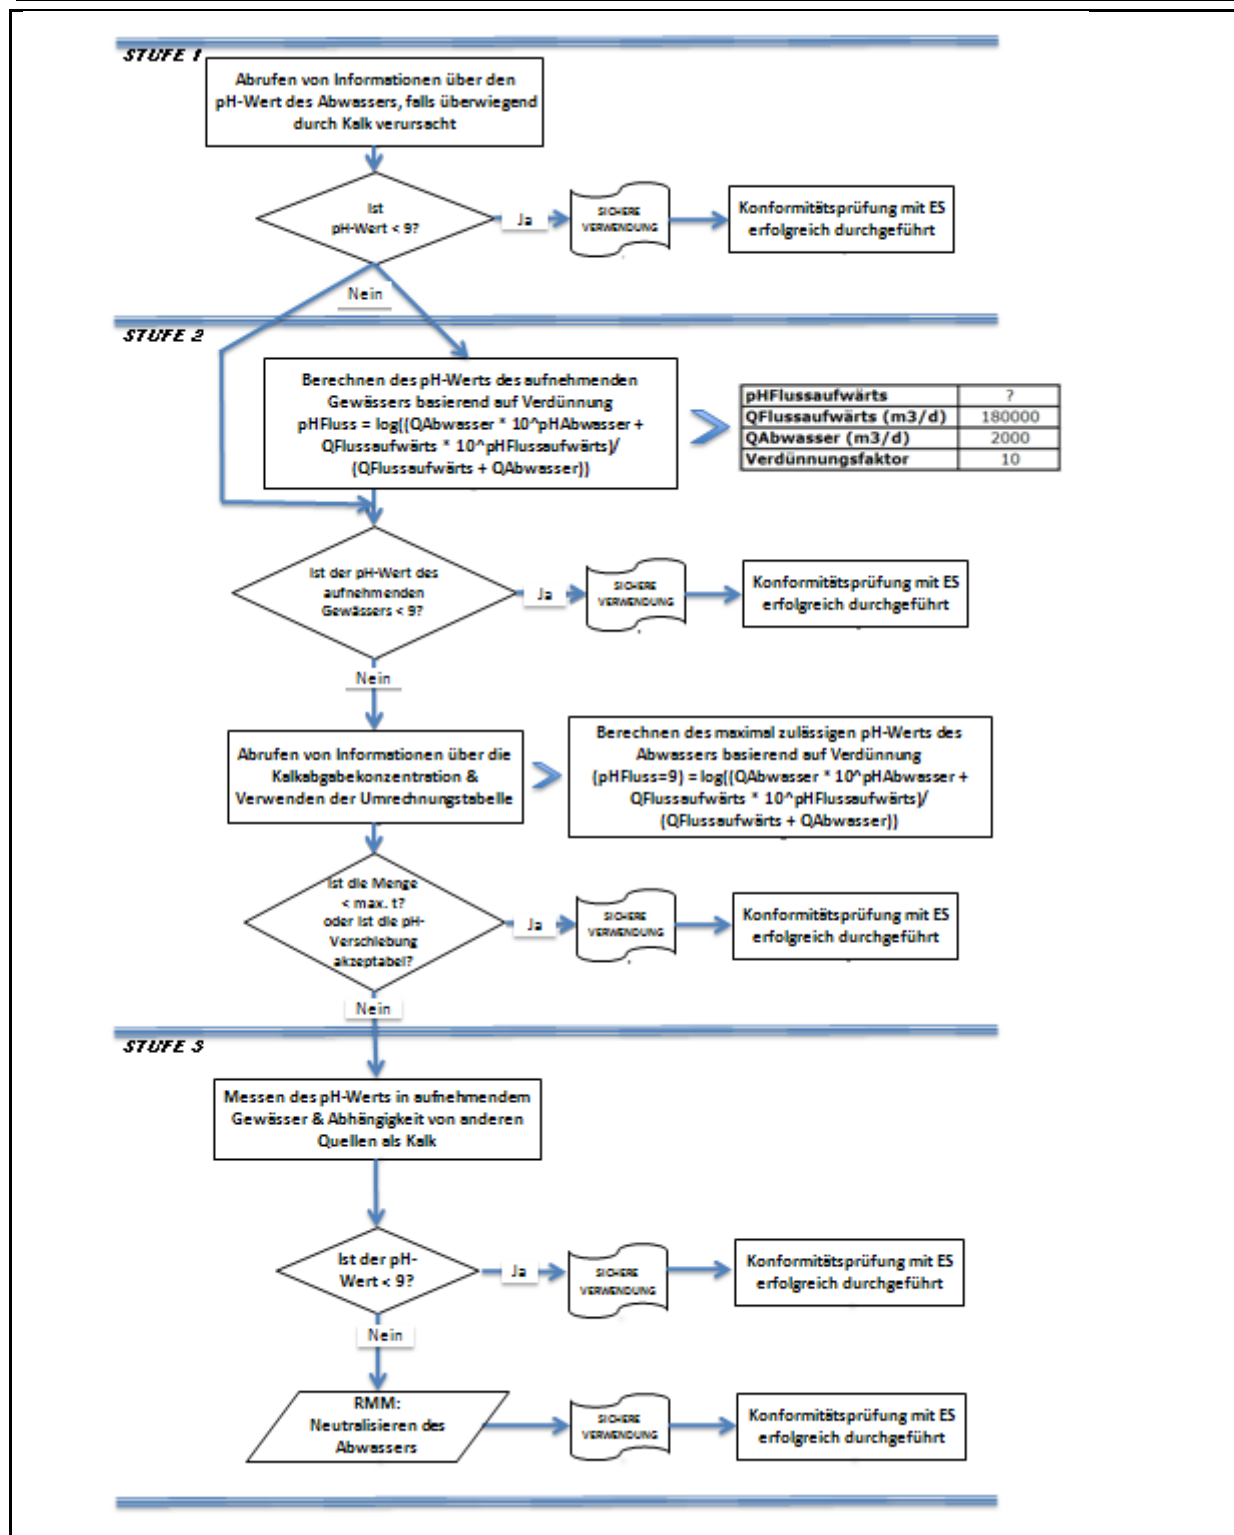 STUFE 1
Abrufen von Informationen über den
pH-Wert des Abwassers, falls überwiegend
durch Kalk verursacht
Ist
pH-Wert < 9?
Ja
SICHERE
VERWENDUNG
Konformitätsprüfung mit ES
erfolgreich durchgeführt
Nein
STUFE 2
Berechnen des pH-Werts des aufnehmenden
Gewässers basierend auf Verdünnung
pHFluss = log((QAbwasser * 10^pHAbwasser +
QFlussaufwärts * 10^pHFlussaufwärts)/
(QFlussaufwärts + QAbwasser))
pHFlussaufwärts ?
QFlussaufwärts (m3/d) 180000
QAbwasser (m3/d) 2000
Verdünnungsfaktor 10
Ist der pH-Wert des
aufnehmenden
Gewässers < 9?
Ja
SICHERE
VERWENDUNG
Konformitätsprüfung mit ES
erfolgreich durchgeführt
Nein
Abrufen von Informationen über die
Kalkabgabekonzentration &
Verwenden der Umrechnungstabelle
Berechnen des maximal zulässigen pH-Werts des
Abwassers basierend auf Verdünnung
(pHFluss=9) = log((QAbwasser * 10^pHAbwasser +
QFlussaufwärts * 10^pHFlussaufwärts)/
(QFlussaufwärts + QAbwasser))
Ist die Menge
< max. t?
oder ist die pH-
Verschiebung
akzeptabel?
Ja
SICHERE
VERWENDUNG
Konformitätsprüfung mit ES
erfolgreich durchgeführt
Nein
STUFE 3
Messen des pH-Werts in aufnehmendem
Gewässer & Abhängigkeit von anderen
Quellen als Kalk
Ist der pH-
Wert < 9?
Ja
SICHERE
VERWENDUNG
Konformitätsprüfung mit ES
erfolgreich durchgeführt
Nein
RMM:
Neutralisieren des
Abwassers
SICHERE
VERWENDUNG
Konformitätsprüfung mit ES
erfolgreich durchgeführt